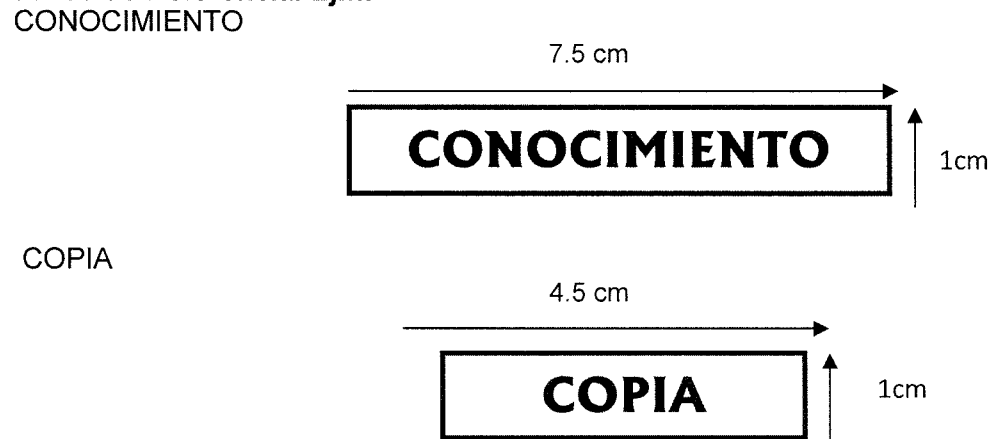 CONOCIMIENTO
7.5 cm
CONOCIMIENTO
1cm
COPIA
4.5 cm
COPIA
1cm